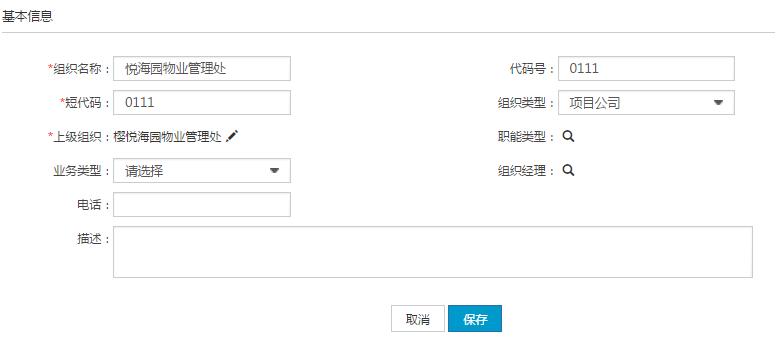 基本信息
*组织名称： 悦海园物业管理处 代码号： 0111
*短代码： 0111 组织类型： 项目公司
*上级组织： 樱悦海园物业管理处 职能类型：
业务类型： 请选择 组织经理：
电话：
描述：
取消 保存